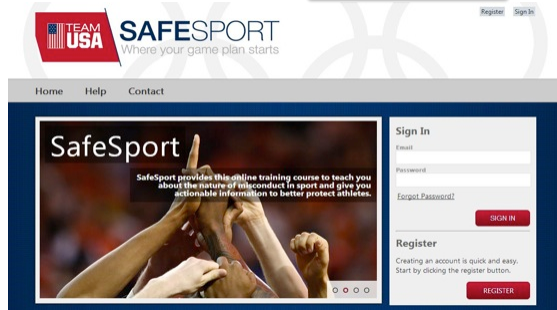 Register Sign In
TEAM
USA
SAFESPORT
Where your game plan starts
Home Help Contact
SafeSport
SafeSport provides this online training course to teach you
about the nature of misconduct in sport and give you
actionable information to better protect athletes.
Sign In
Email
Password
Forgot Password?
SIGN IN
Register
Creating an account is quick and easy.
Start by clicking the register button.
REGISTER